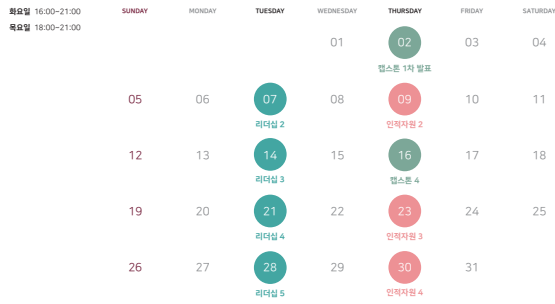 화요일 16:00~21:00 SUNDAY MONDAY TUESDAY WEDNESDAY THURSDAY FRIDAY SATURDAY
목요일 18:00~21:00
01 02 03 04
캡스톤 1차 발표
05 06 07 08 09 10 11
리더십 2 인적자원 2
12 13 14 15 16 17 18
리더십 3 캡스톤 4
19 20 21 22 23 24 25
리더십 4 인적자원 3
26 27 28 29 30 31
리더십 5 인적자원 4